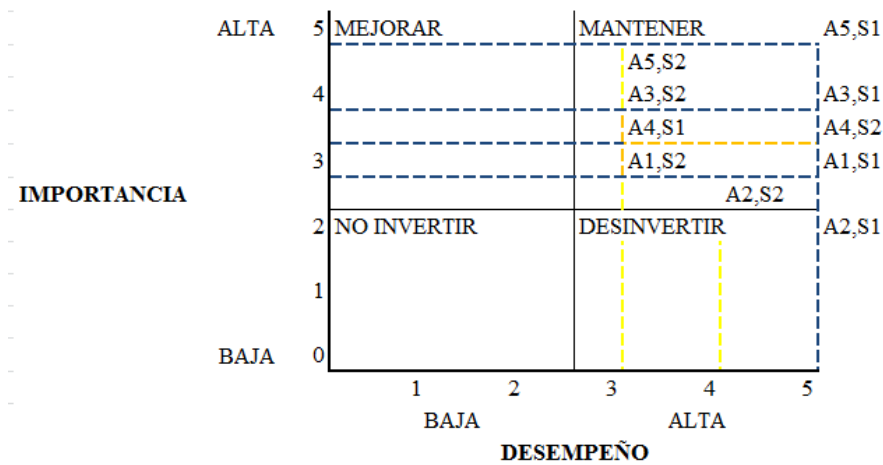 ALTA 5 MEJORAR MANTENER A5,S1
A5,S2
4 A3,S2 A3,S1
A4,S1 A4,S2
3 A1,S2 A1,S1
IMPORTANCIA A2,S2
2 NO INVERTIR DESINVERTIR A2,S1
1
BAJA 0
1 2 3 4 5
BAJA ALTA
DESEMPEÑO